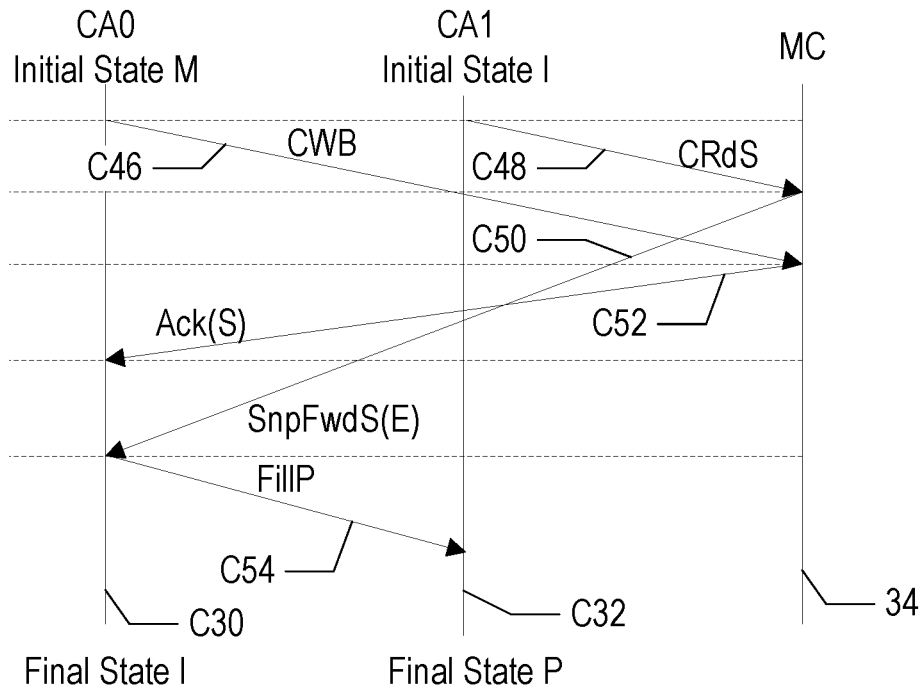 CA0
Initial State M
CA1
Initial State I
MC
CWB
CRdS
C46
C48
C50
C52
Ack(S)
SnpFwdS(E)
FillP
C54
C30
C32
34
Final State I
Final State P